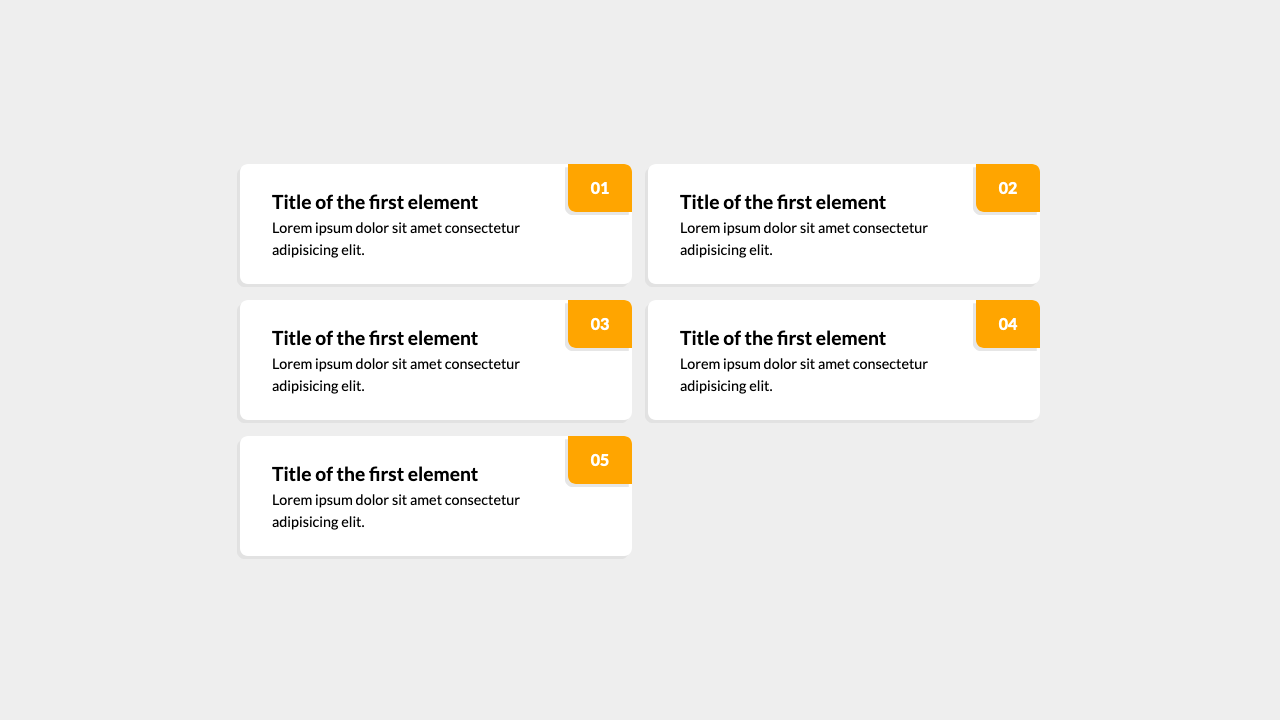 01
Title of the first element
Lorem ipsum dolor sit amet consectetur
adipisicing elit.
02
Title of the first element
Lorem ipsum dolor sit amet consectetur
adipisicing elit.
03
Title of the first element
Lorem ipsum dolor sit amet consectetur
adipisicing elit.
04
Title of the first element
Lorem ipsum dolor sit amet consectetur
adipisicing elit.
05
Title of the first element
Lorem ipsum dolor sit amet consectetur
adipisicing elit.